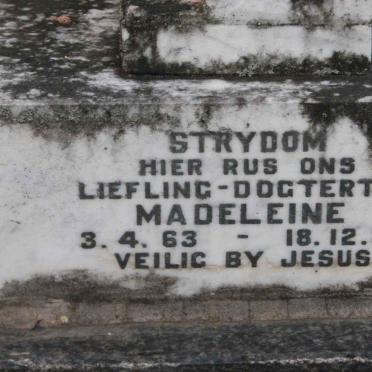 STRYDOM
HIER RUS ONS
LIEFLING-DOGTERT
MADELEINE
3. 4. 63 - 18. 12.
VEILIG BY JESUS